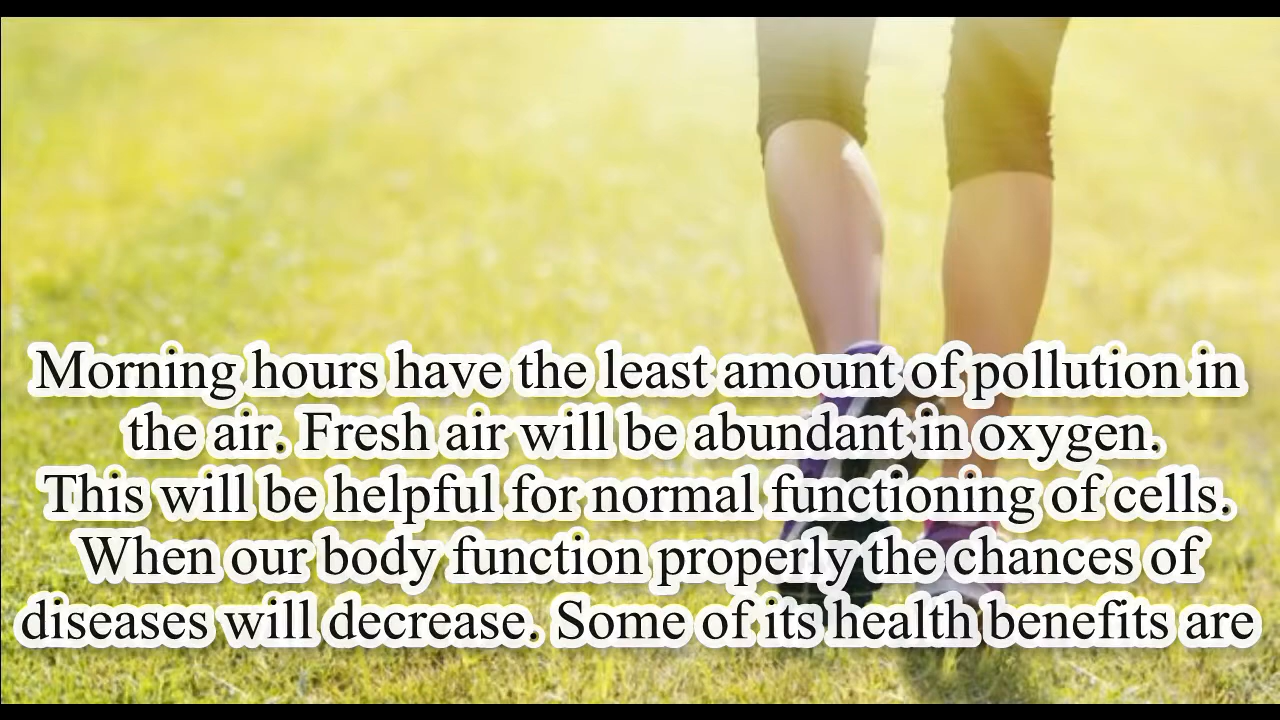 Morning hours have the least amount of pollution in
the air. Fresh air will be abundant in oxygen.
This will be helpful for normal functioning of cells.
When our body function properly the chances of
diseases will decrease. Some of its health benefits are